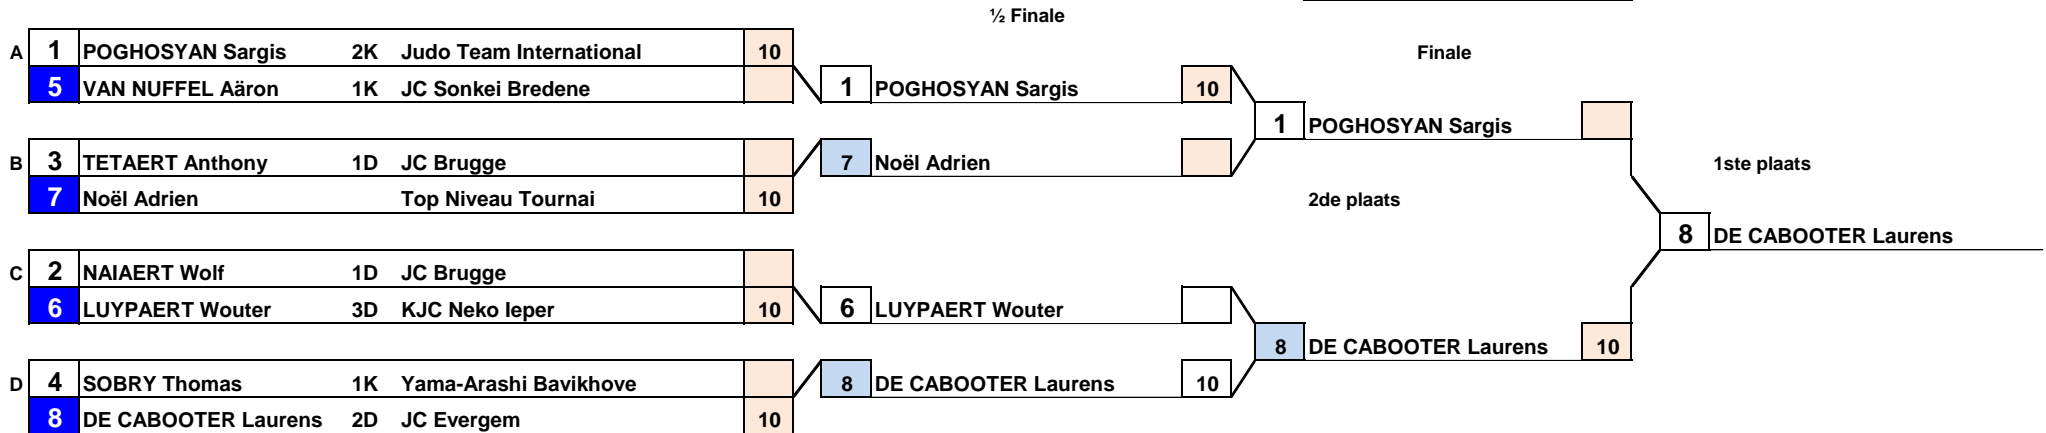 ½ Finale
A 1 POGHOSYAN Sargis 2K Judo Team International 10
Finale
5 VAN NUFFEL Aäron 1K JC Sonkei Bredene
1 POGHOSYAN Sargis 10
1 POGHOSYAN Sargis
B 3 TETAERT Anthony 1D JC Brugge
7 Noël Adrien
1ste plaats
7 Noël Adrien Top Niveau Tournai 10
2de plaats
8 DE CABOOTER Laurens
C 2 NAIAERT Wolf 1D JC Brugge
6 LUYPAERT Wouter 3D KJC Neko Ieper 10
6 LUYPAERT Wouter
8 DE CABOOTER Laurens 10
D 4 SOBRY Thomas 1K Yama-Arashi Bavikhove
8 DE CABOOTER Laurens 10
8 DE CABOOTER Laurens 2D JC Evergem 10